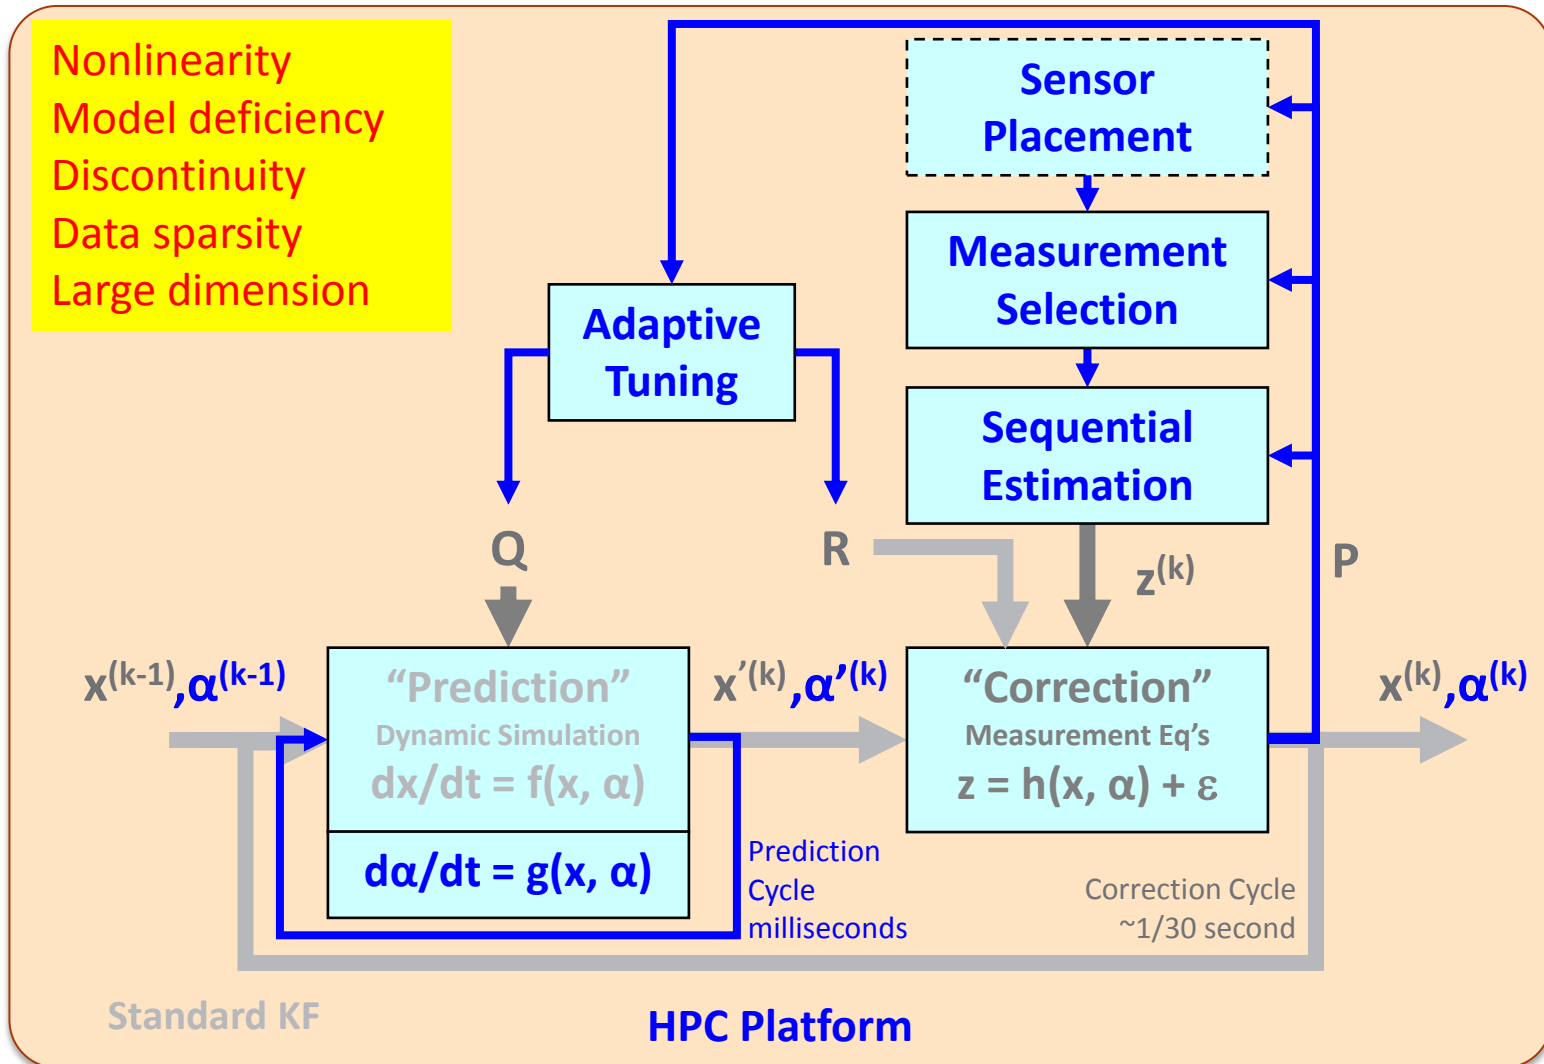 Nonlinearity
Model deficiency
Discontinuity
Data sparsity
Large dimension
Sensor
Placement
Measurement
Selection
Adaptive
Tuning
Sequential
Estimation
Q
R
z(k)
P
x(k-1),α(k-1)
“Prediction”
Dynamic Simulation
dx/dt = f(x, α)
dα/dt = g(x, α)
x’(k),α’(k)
“Correction”
Measurement Eq’s
z = h(x, α) + ε
x(k),α(k)
Prediction
Cycle
milliseconds
Correction Cycle
~1/30 second
Standard KF
HPC Platform